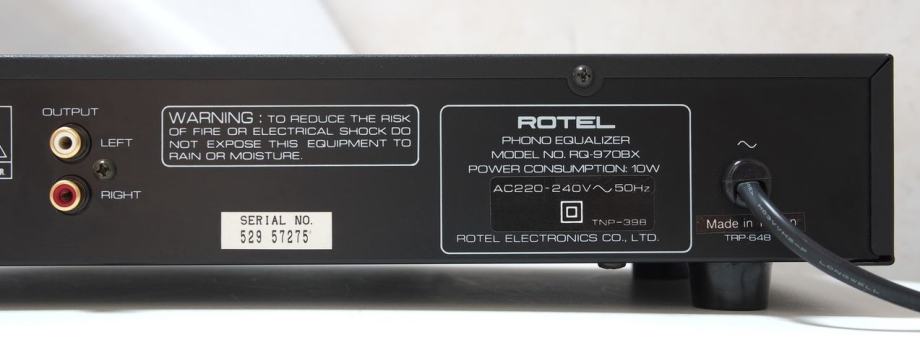 OUTPUT
LEFT
RIGHT
WARNING : TO REDUCE THE RISK
OF FIRE OR ELECTRICAL SHOCK DO
NOT EXPOSE THIS EQUIPMENT TO
RAIN OR MOISTURE.
SERIAL NO.
529 57275
ROTEL
PHONO EQUALIZER
MODEL NO. RQ-970BX
POWER CONSUMPTION: 10W
AC220-240V～50Hz
TNP-398
ROTEL ELECTRONICS CO., LTD.
～
Made in
TRP-648
LONGWELL